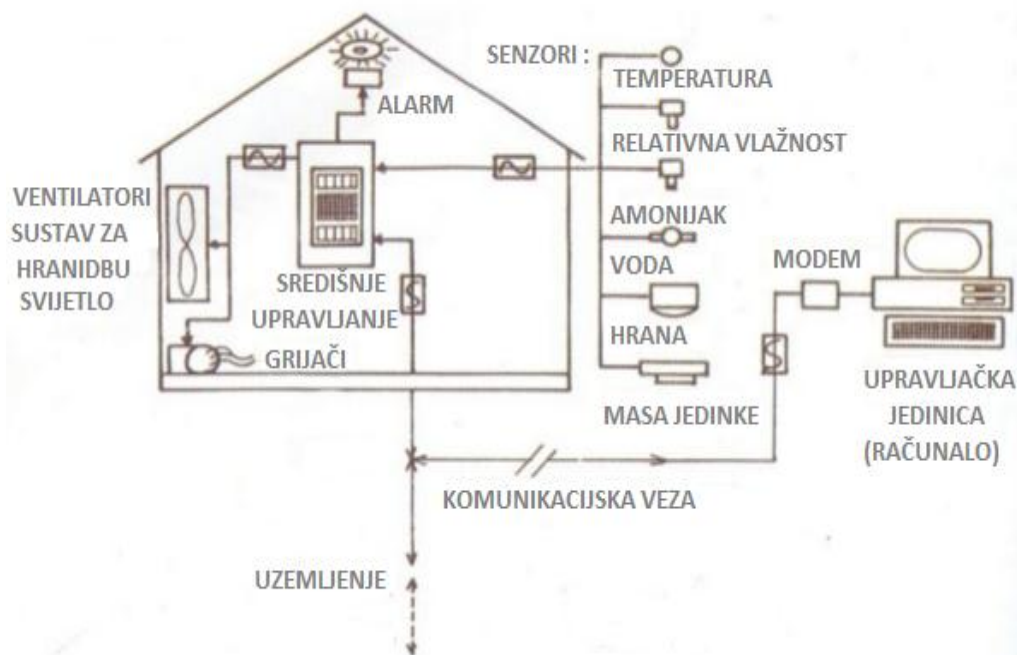 SENZORI :
TEMPERATURA
ALARM
RELATIVNA VLAŽNOST
VENTILATORI
SUSTAV ZA
HRANIDBU
SVIJETLO
AMONIJAK
SREDIŠNJE
UPRAVLJANJE
VODA
MODEM
GRIJAČI
HRANA
MASA JEDINKE
UPRAVLJAČKA
JEDINICA
(RAČUNALO)
KOMUNIKACIJSKA VEZA
UZEMLJENJE